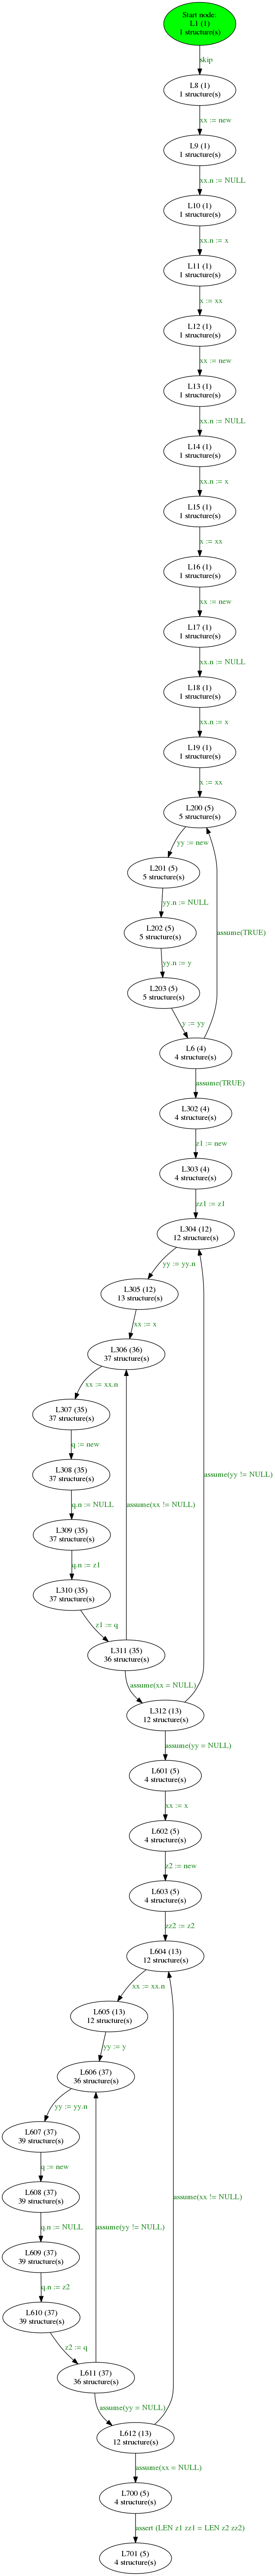 Start node:
L1 (1)
1 structure(s)
skip
L8 (1)
1 structure(s)
xx := new
L9 (1)
1 structure(s)
xx.n := NULL
L10 (1)
1 structure(s)
xx.n := x
L11 (1)
1 structure(s)
x := xx
L12 (1)
1 structure(s)
xx := new
L13 (1)
1 structure(s)
xx.n := NULL
L14 (1)
1 structure(s)
xx.n := x
L15 (1)
1 structure(s)
x := xx
L16 (1)
1 structure(s)
xx := new
L17 (1)
1 structure(s)
xx.n := NULL
L18 (1)
1 structure(s)
xx.n := x
L19 (1)
1 structure(s)
x := xx
L200 (5)
5 structure(s)
yy := new
L201 (5)
5 structure(s)
yy.n := NULL
L202 (5)
5 structure(s)
assume(TRUE)
yy.n := y
L203 (5)
5 structure(s)
y := yy
L6 (4)
4 structure(s)
assume(TRUE)
L302 (4)
4 structure(s)
z1 := new
L303 (4)
4 structure(s)
zz1 := z1
L304 (12)
12 structure(s)
yy := yy.n
L305 (12)
13 structure(s)
xx := x
L306 (36)
37 structure(s)
xx := xx.n
L307 (35)
37 structure(s)
q := new
L308 (35)
37 structure(s)
assume(yy != NULL)
q.n := NULL
assume(xx != NULL)
L309 (35)
37 structure(s)
q.n := z1
L310 (35)
37 structure(s)
z1 := q
L311 (35)
36 structure(s)
assume(xx = NULL)
L312 (13)
12 structure(s)
assume(yy = NULL)
L601 (5)
4 structure(s)
xx := x
L602 (5)
4 structure(s)
z2 := new
L603 (5)
4 structure(s)
zz2 := z2
L604 (13)
12 structure(s)
xx := xx.n
L605 (13)
12 structure(s)
yy := y
L606 (37)
36 structure(s)
yy := yy.n
L607 (37)
39 structure(s)
q := new
L608 (37)
39 structure(s)
assume(xx != NULL)
q.n := NULL
assume(yy != NULL)
L609 (37)
39 structure(s)
q.n := z2
L610 (37)
39 structure(s)
z2 := q
L611 (37)
36 structure(s)
assume(yy = NULL)
L612 (13)
12 structure(s)
assume(xx = NULL)
L700 (5)
4 structure(s)
assert (LEN z1 zz1 = LEN z2 zz2)
L701 (5)
4 structure(s)